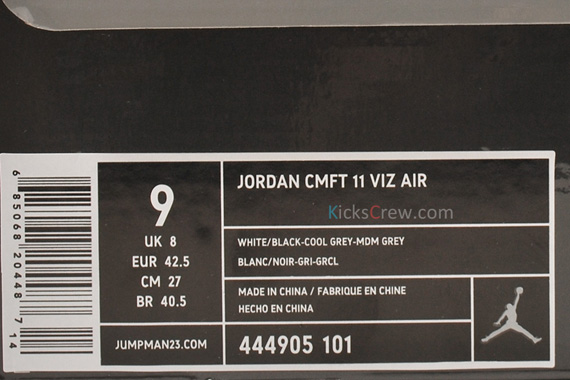 6 85068 20448 7 14
9
UK 8
EUR 42.5
CM 27
BR 40.5
JUMPMAN23.COM
JORDAN CMFT 11 VIZ AIR
KicksCrew.com
WHITE/BLACK-COOL GREY-MDM GREY
BLANC/NOIR-GRI-GRCL
MADE IN CHINA / FABRIQUE EN CHINE
HECHO EN CHINA
444905 101